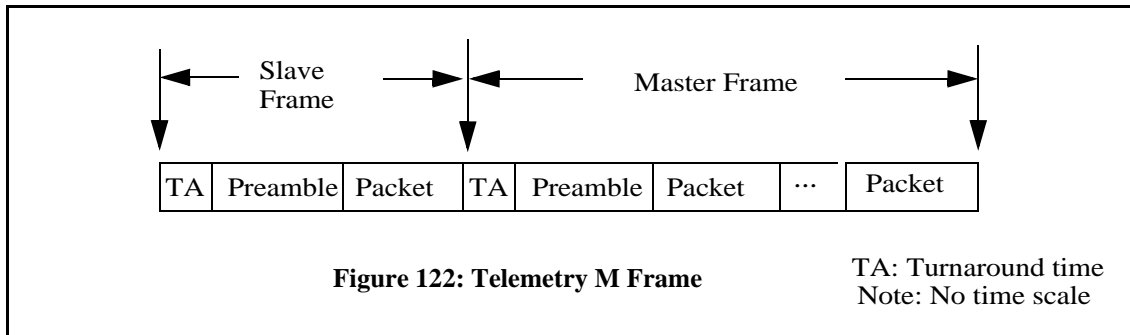 Slave
Frame
Master Frame
TA Preamble Packet TA Preamble Packet ... Packet
Figure 122: Telemetry M Frame
TA: Turnaround time
Note: No time scale